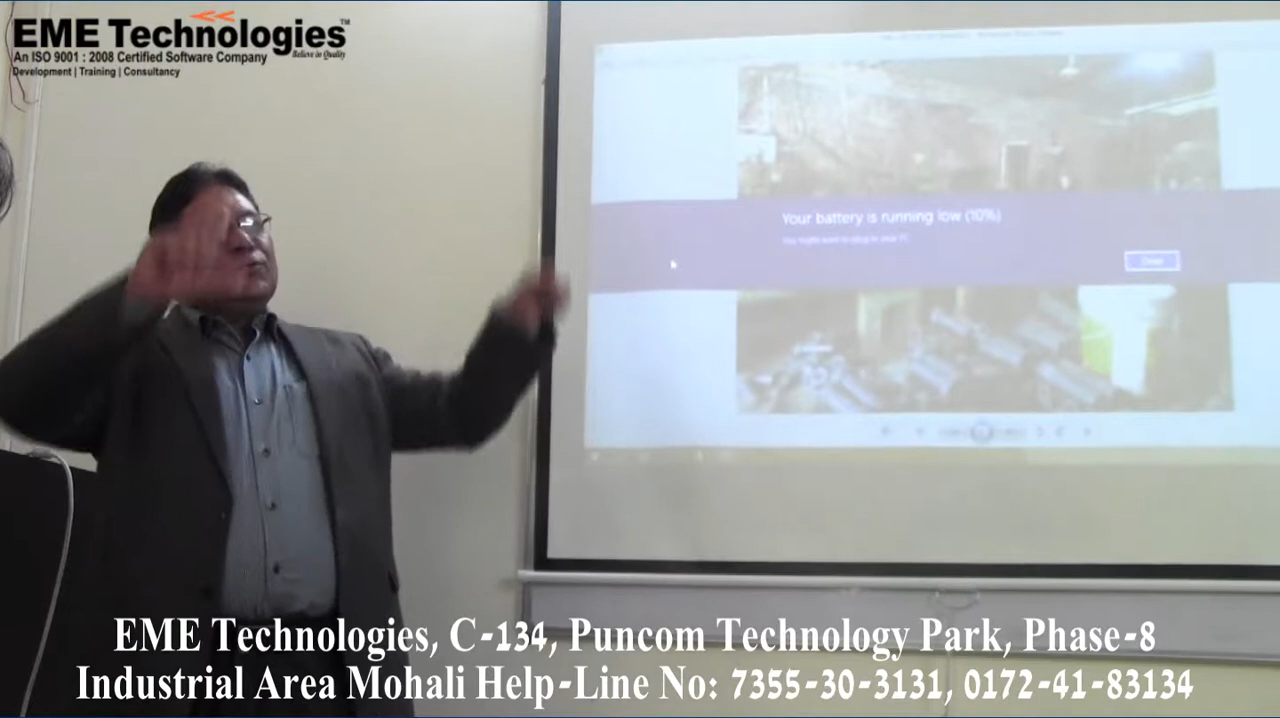 EME Technologies™
An ISO 9001 : 2008 Certified Software Company
Believe in Quality
Development | Training | Consultancy
Your battery is running low (10%)
EME Technologies, C-134, Puncom Technology Park, Phase-8
Industrial Area Mohali Help-Line No: 7355-30-3131, 0172-41-83134